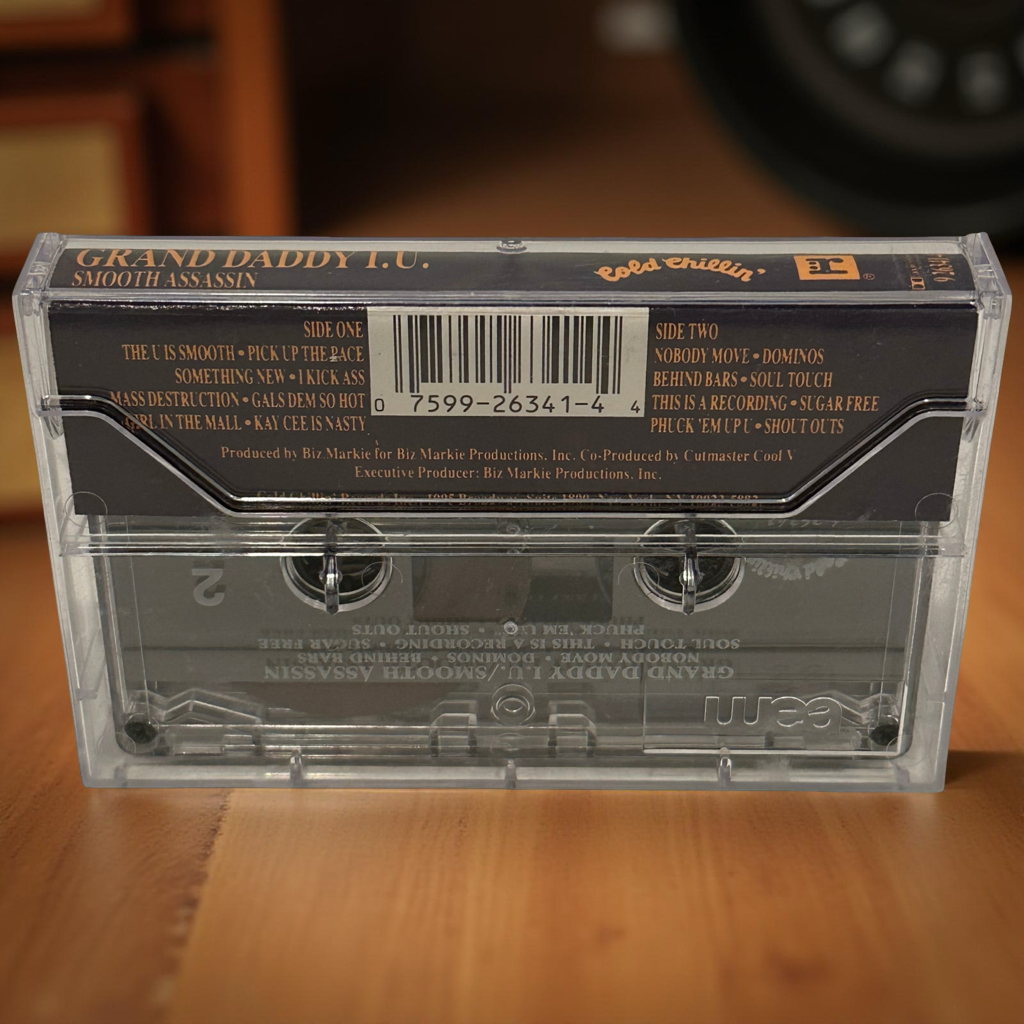 GRAND DADDY I.U.
SMOOTH ASSASSIN
Cold Chillin'
®
SIDE ONE
THE U IS SMOOTH • PICK UP THE PACE
SOMETHING NEW • I KICK ASS
MASS DESTRUCTION • GALS DEM SO HOT
GIRL IN THE MALL • KAY CEE IS NASTY
0 7599-26341-4 4
SIDE TWO
NOBODY MOVE • DOMINOS
BEHIND BARS • SOUL TOUCH
THIS IS A RECORDING • SUGAR FREE
PHUCK 'EM UP U • SHOUT OUTS
Produced by Biz Markie for Biz Markie Productions, Inc. Co-Produced by Cutmaster Cool V
Executive Producer: Biz Markie Productions, Inc.
2
PHUCK 'EM • SHOUT OUTS
SOUL TOUCH • THIS IS A RECORDING • SUGAR FREE
NOBODY MOVE • DOMINOS • BEHIND BARS
GRAND DADDY I.U./SMOOTH ASSASSIN
wea